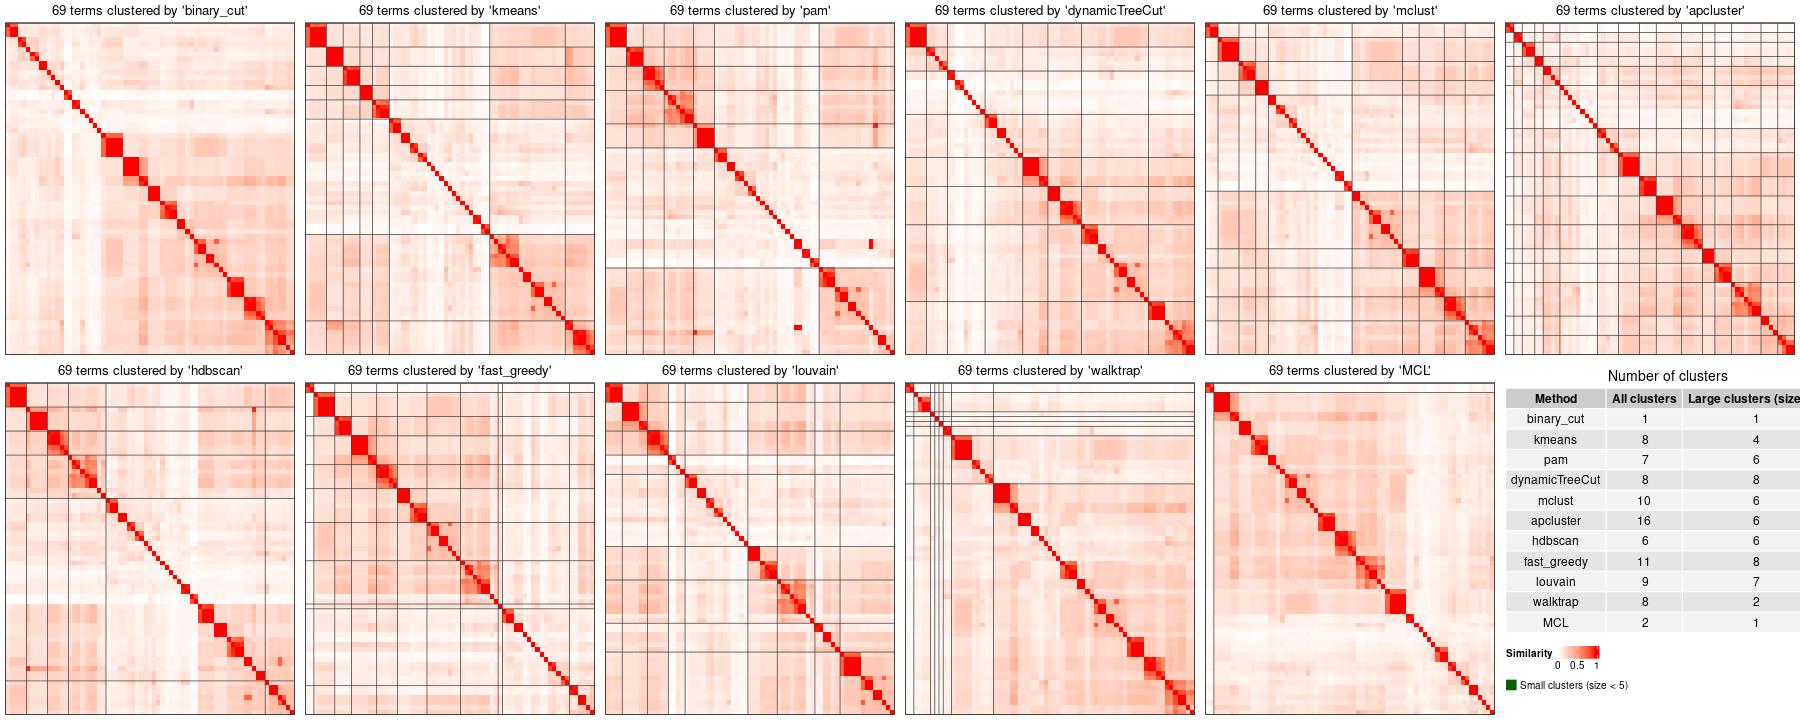 69 terms clustered by 'binary_cut'
69 terms clustered by 'kmeans'
69 terms clustered by 'pam'
69 terms clustered by 'dynamicTreeCut'
69 terms clustered by 'mclust'
69 terms clustered by 'apcluster'
69 terms clustered by 'hdbscan'
69 terms clustered by 'fast_greedy'
69 terms clustered by 'louvain'
69 terms clustered by 'walktrap'
69 terms clustered by 'MCL'
Number of clusters
Method All clusters Large clusters (size
binary_cut 1 1
kmeans 8 4
pam 7 6
dynamicTreeCut 8 8
mclust 10 6
apcluster 16 6
hdbscan 6 6
fast_greedy 11 8
louvain 9 7
walktrap 8 2
MCL 2 1
Similarity
0 0.5 1
Small clusters (size < 5)